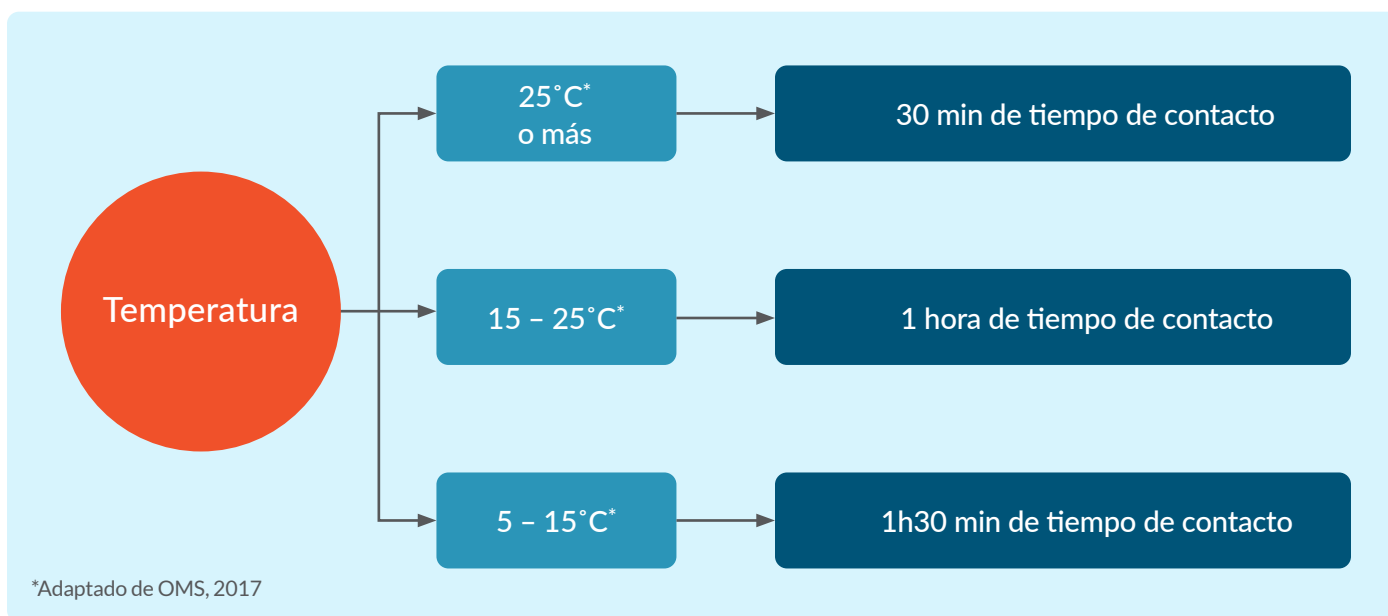 Temperatura
25°C*
o más
30 min de tiempo de contacto
15 – 25°C*
1 hora de tiempo de contacto
5 – 15°C*
1h30 min de tiempo de contacto
*Adaptado de OMS, 2017